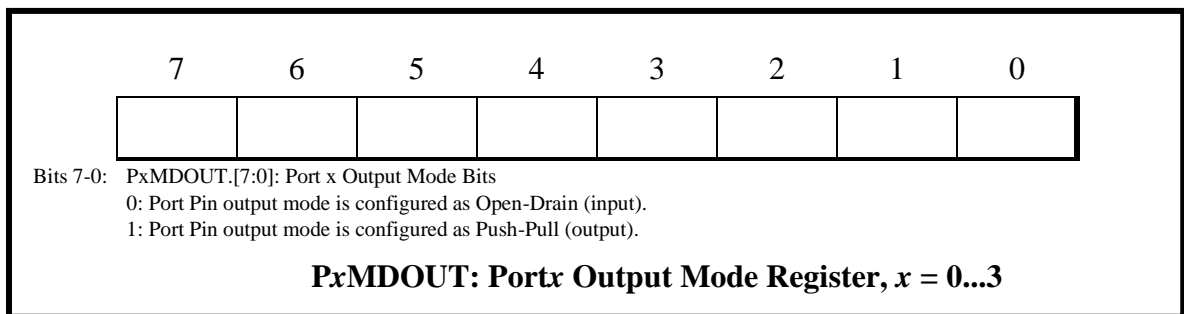 7 6 5 4 3 2 1 0
Bits 7-0: PxMDOUT.[7:0]: Port x Output Mode Bits
0: Port Pin output mode is configured as Open-Drain (input).
1: Port Pin output mode is configured as Push-Pull (output).
PxMDOUT: Portx Output Mode Register, x = 0...3